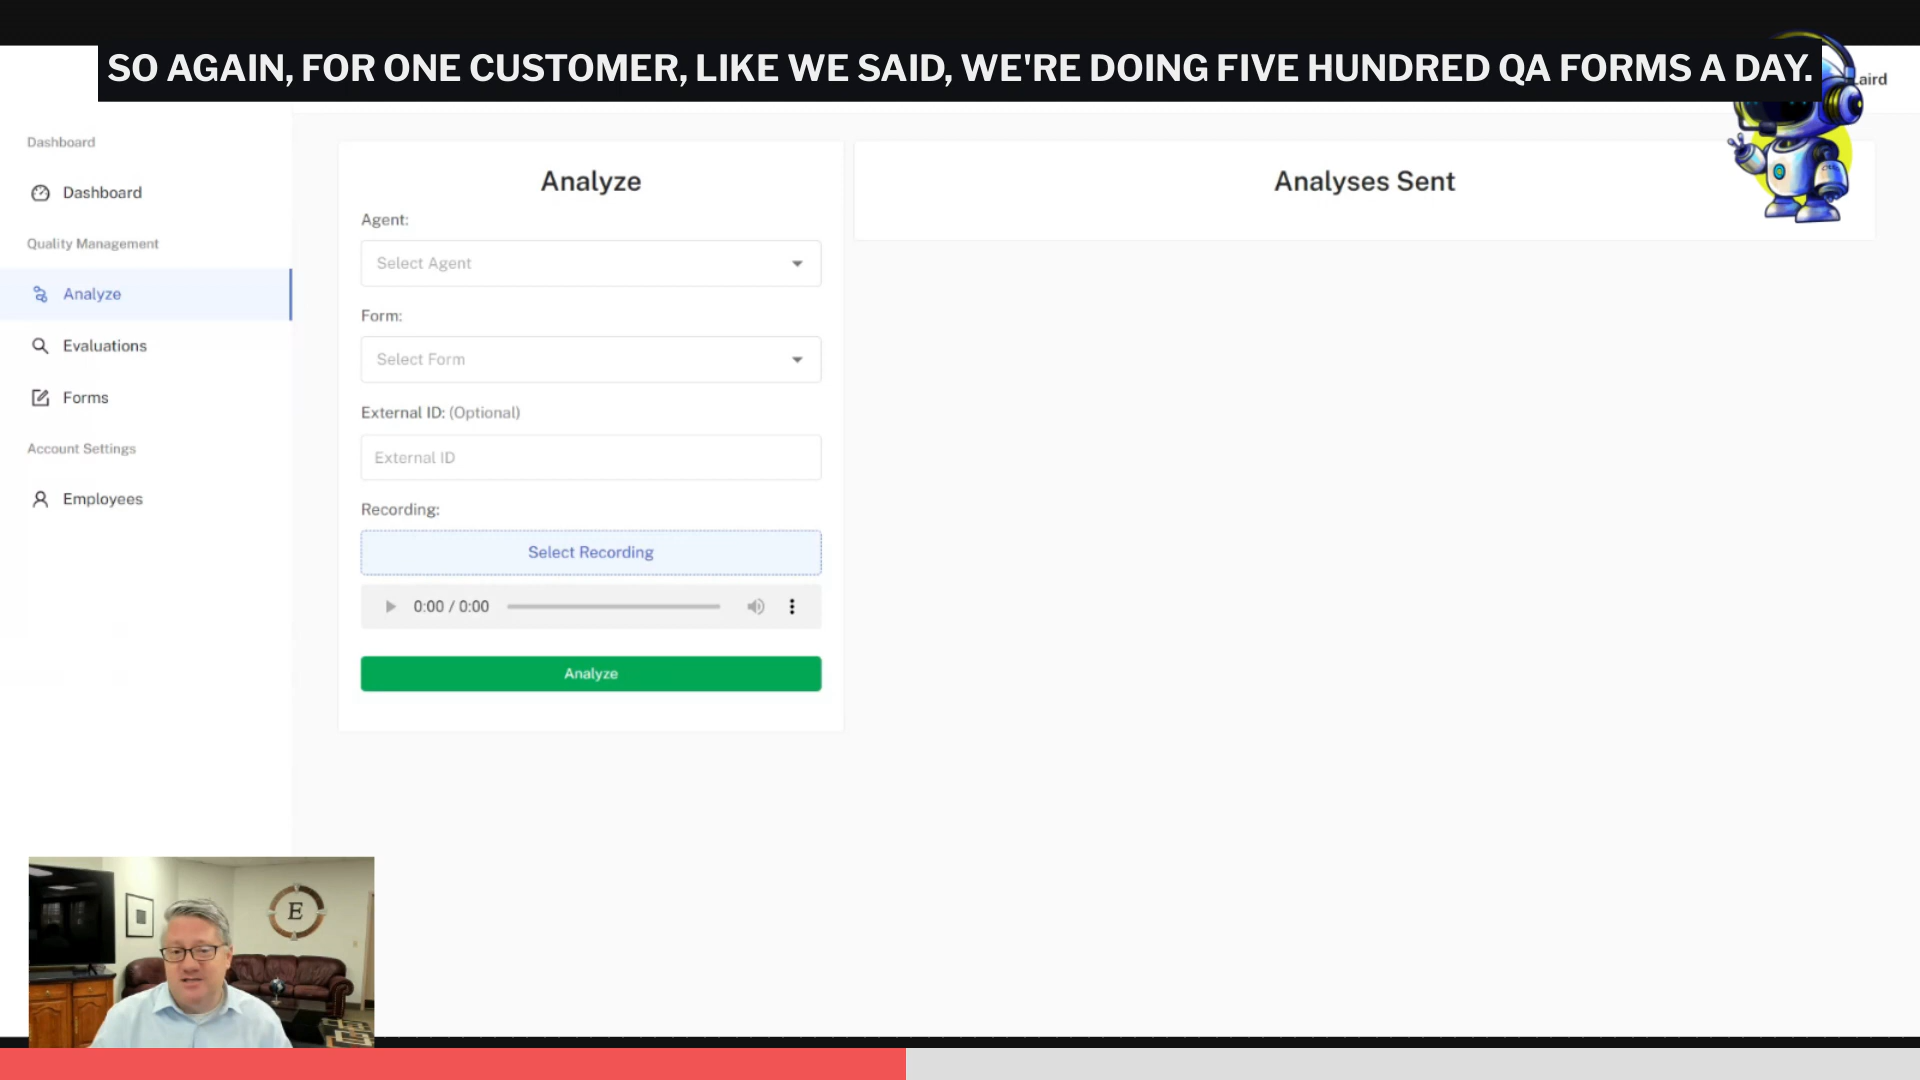 SO AGAIN, FOR ONE CUSTOMER, LIKE WE SAID, WE'RE DOING FIVE HUNDRED QA FORMS A DAY.
aird
Dashboard
Dashboard
Quality Management
Analyze
Evaluations
Forms
Account Settings
Employees
Analyze
Agent:
Select Agent
Form:
Select Form
External ID: (Optional)
External ID
Recording:
Select Recording
0:00 / 0:00
Analyze
Analyses Sent
E